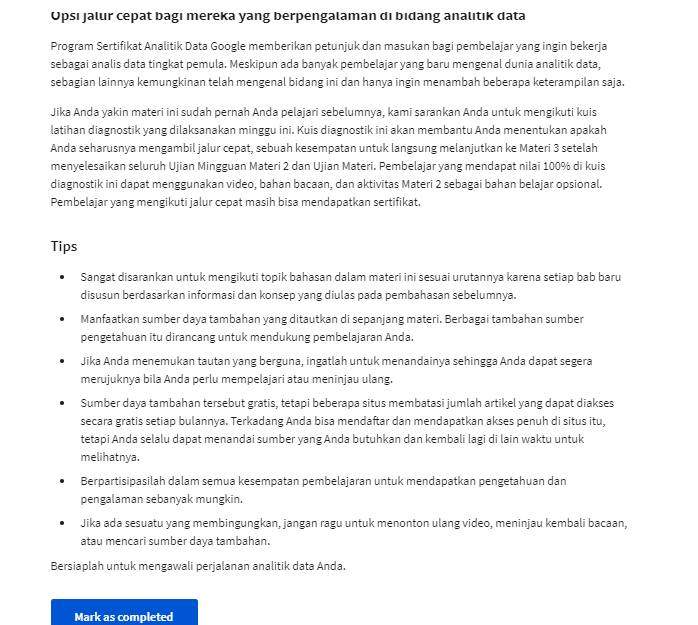 Opsi jalur cepat bagi mereka yang berpengalaman di bidang analitik data
Program Sertifikat Analitik Data Google memberikan petunjuk dan masukan bagi pembelajar yang ingin bekerja
sebagai analis data tingkat pemula. Meskipun ada banyak pembelajar yang baru mengenal dunia analitik data,
sebagian lainnya kemungkinan telah mengenal bidang ini dan hanya ingin menambah beberapa keterampilan saja.
Jika Anda yakin materi ini sudah pernah Anda pelajari sebelumnya, kami sarankan Anda untuk mengikuti kuis
latihan diagnostik yang dilaksanakan minggu ini. Kuis diagnostik ini akan membantu Anda menentukan apakah
Anda seharusnya mengambil jalur cepat, sebuah kesempatan untuk langsung melanjutkan ke Materi 3 setelah
menyelesaikan seluruh Ujian Mingguan Materi 2 dan Ujian Materi. Pembelajar yang mendapat nilai 100% di kuis
diagnostik ini dapat menggunakan video, bahan bacaan, dan aktivitas Materi 2 sebagai bahan belajar opsional.
Pembelajar yang mengikuti jalur cepat masih bisa mendapatkan sertifikat.
Tips
• Sangat disarankan untuk mengikuti topik bahasan dalam materi ini sesuai urutannya karena setiap bab baru
disusun berdasarkan informasi dan konsep yang diulas pada pembahasan sebelumnya.
• Manfaatkan sumber daya tambahan yang ditautkan di sepanjang materi. Berbagai tambahan sumber
pengetahuan itu dirancang untuk mendukung pembelajaran Anda.
• Jika Anda menemukan tautan yang berguna, ingatlah untuk menandainya sehingga Anda dapat segera
merujuknya bila Anda perlu mempelajari atau meninjau ulang.
• Sumber daya tambahan tersebut gratis, tetapi beberapa situs membatasi jumlah artikel yang dapat diakses
secara gratis setiap bulannya. Terkadang Anda bisa mendaftar dan mendapatkan akses penuh di situs itu,
tetapi Anda selalu dapat menandai sumber yang Anda butuhkan dan kembali lagi di lain waktu untuk
melihatnya.
• Berpartisipasilah dalam semua kesempatan pembelajaran untuk mendapatkan pengetahuan dan
pengalaman sebanyak mungkin.
• Jika ada sesuatu yang membingungkan, jangan ragu untuk menonton ulang video, meninjau kembali bacaan,
atau mencari sumber daya tambahan.
Bersiaplah untuk mengawali perjalanan analitik data Anda.
Mark as completed